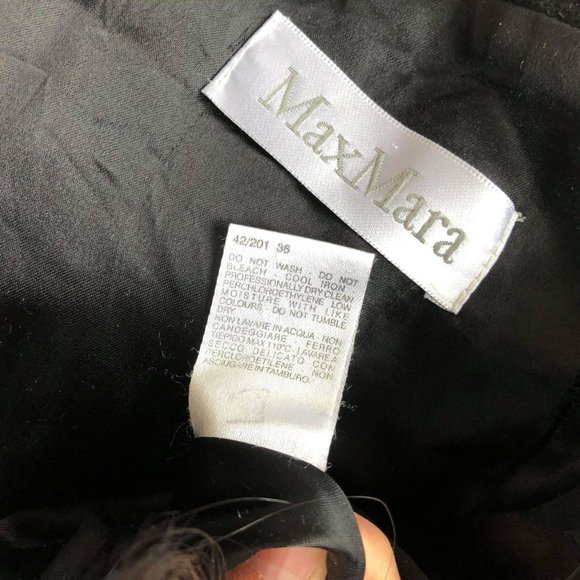 MaxMara
42/201 36
DO NOT WASH - DO NOT
BLEACH - COOL IRON
PROFESSIONALLY DRY CLEAN
PERCHLOROETHYLENE LOW
MOISTURE WITH LIKE
COLOURS - DO NOT TUMBLE
DRY
NON LAVARE IN ACQUA - NON
CANDEGGIARE - FERRO
TIEPIDO MAX 110°C - LAVARE A
SECCO DELICATO CON
PERCLOROETILENE NON
ASCIUGARE IN TAMBURO.